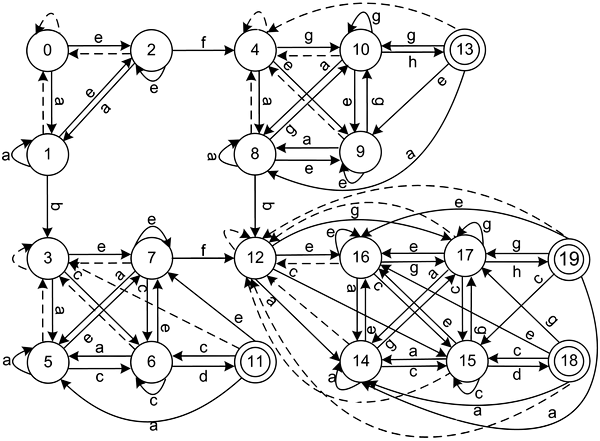 0 e 2 f 4 g 10 g h 13
a e a a e a g e g e
a 1 a 8 a e 9 e a
b g b
3 e 7 e f 12 e 16 e g 17 g h 19
a c e a c e a c a e c e g a g c e
a 5 a c 6 c d 11 e a
a 14 a c 15 c d 18 g e a a